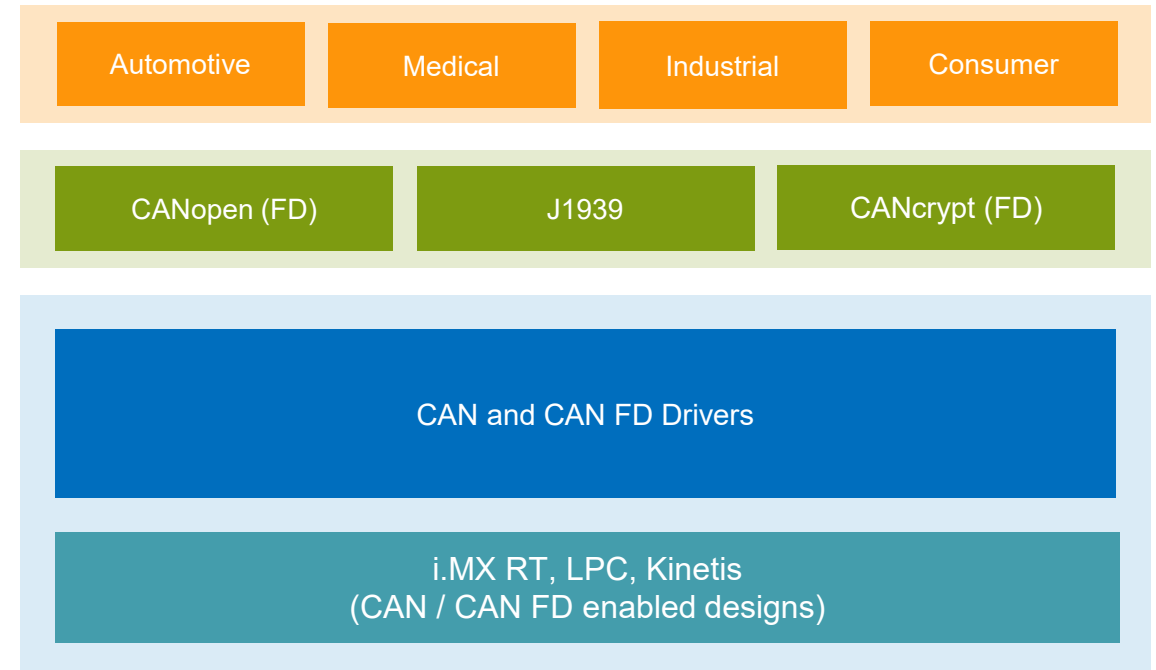 Automotive
Medical
Industrial
Consumer
CANopen (FD)
J1939
CANcrypt (FD)
CAN and CAN FD Drivers
i.MX RT, LPC, Kinetis
(CAN / CAN FD enabled designs)